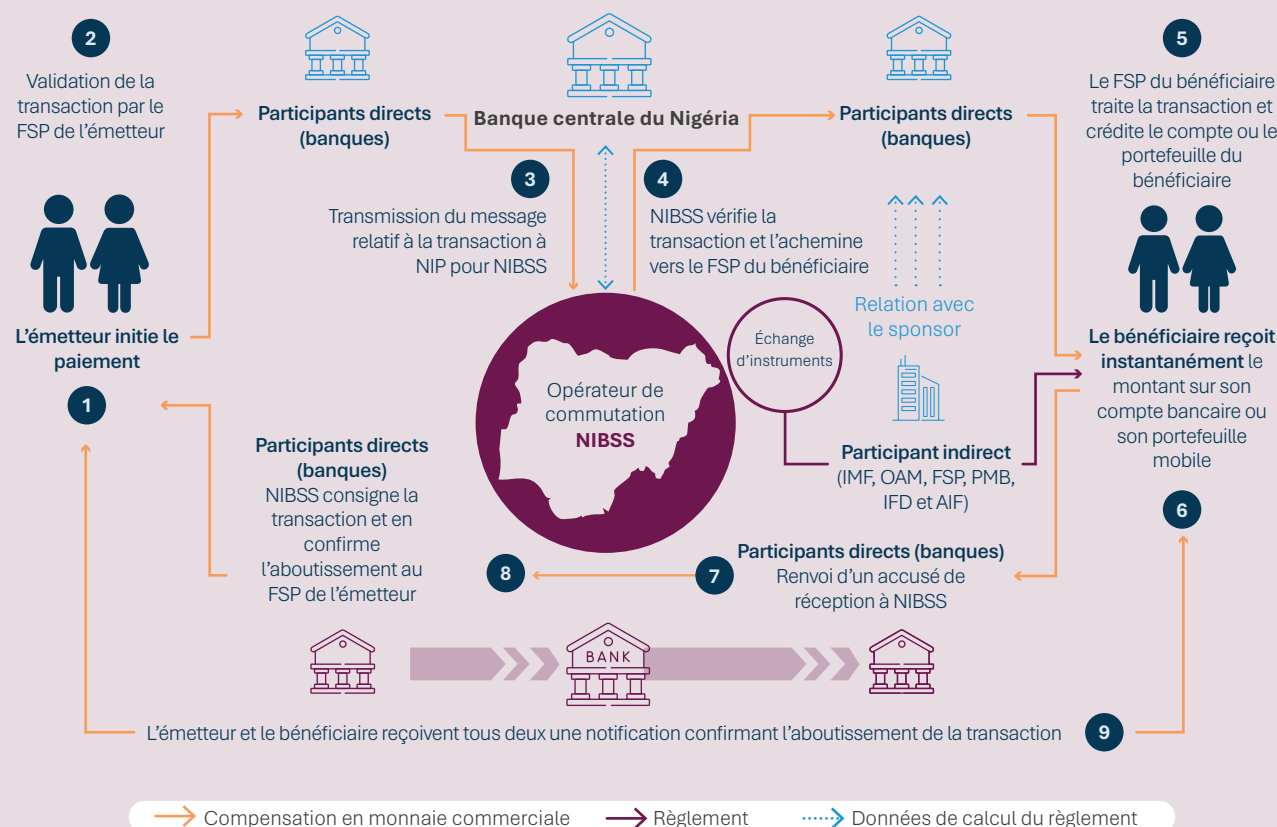 2
Validation de la
transaction par le
FSP de l'émetteur
Participants directs
(banques)
Banque centrale du Nigéria
Participants directs
(banques)
5
Le FSP du bénéficiaire
traite la transaction et
crédite le compte ou le
portefeuille du
bénéficiaire
3
Transmission du message
relatif à la transaction à
NIP pour NIBSS
4
NIBSS vérifie la
transaction et l'achemine
vers le FSP du bénéficiaire
L'émetteur initie le
paiement
1
Opérateur de
commutation
NIBSS
Échange
d'instruments
Relation avec
le sponsor
Participant indirect
(IMF, OAM, FSP, PMB,
IFD et AIF)
Le bénéficiaire reçoit
instantanément le
montant sur son
compte bancaire ou
son portefeuille
mobile
6
Participants directs
(banques)
NIBSS consigne la
transaction et en
confirme
l'aboutissement au
FSP de l'émetteur
8
7
Participants directs (banques)
Renvoi d'un accusé de
réception à NIBSS
BANK
L'émetteur et le bénéficiaire reçoivent tous deux une notification confirmant l'aboutissement de la transaction
9
Compensation en monnaie commerciale
Règlement
Données de calcul du règlement